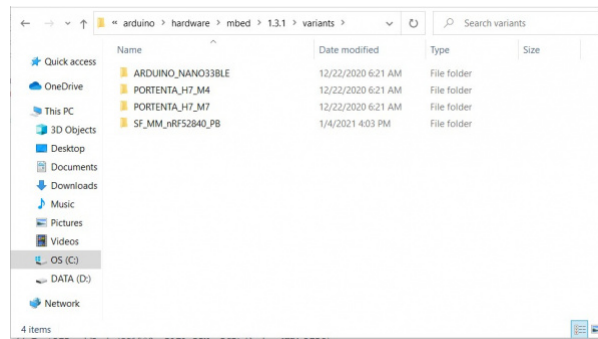 « arduino > hardware > mbed > 1.3.1 > variants >
Search variants
Name Date modified Type Size
Quick access
OneDrive
This PC
3D Objects
Desktop
Documents
Downloads
Music
Pictures
Videos
OS (C:)
DATA (D:)
Network
ARDUINO_NANO33BLE 12/22/2020 6:21 AM File folder
PORTENTA_H7_M4 12/22/2020 6:21 AM File folder
PORTENTA_H7_M7 12/22/2020 6:21 AM File folder
SF_MM_nRF52840_PB 1/4/2021 4:03 PM File folder
4 items